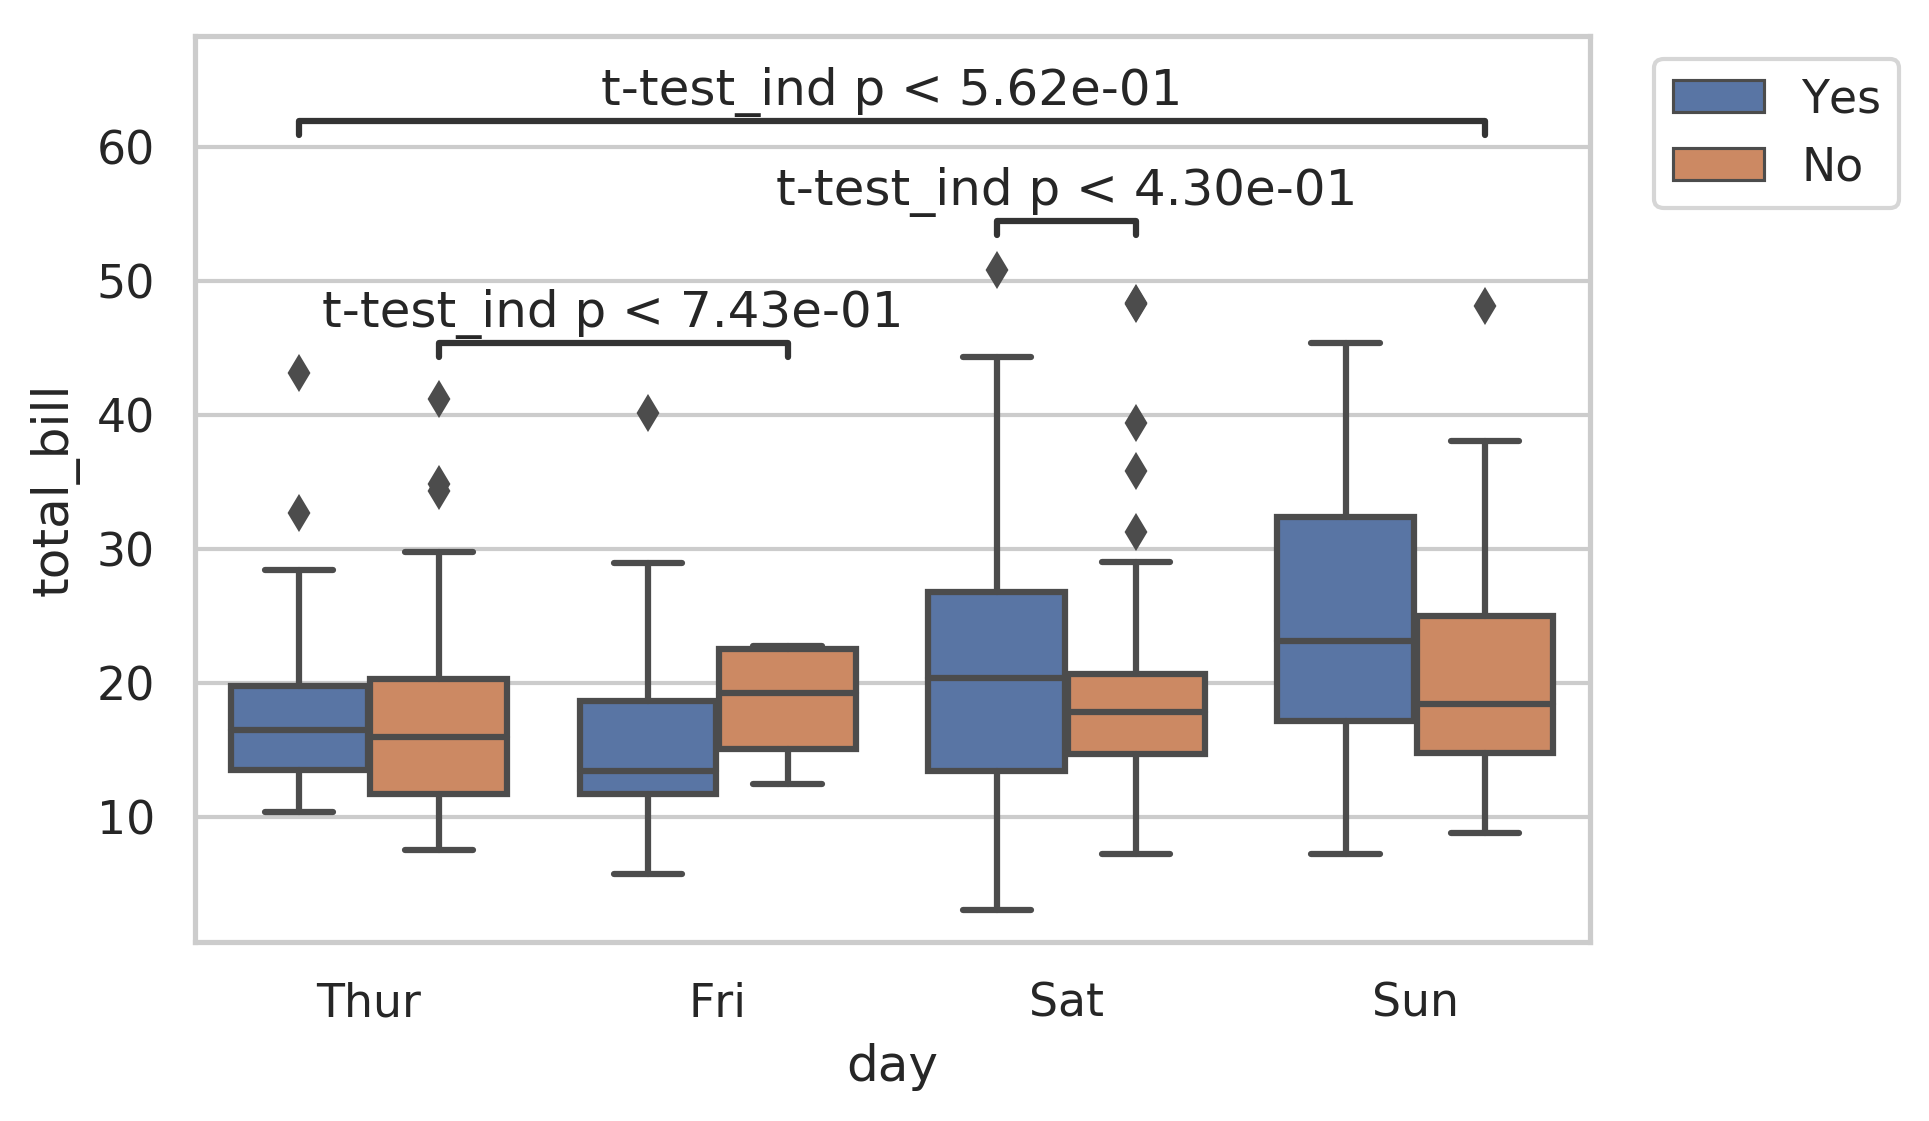 t-test_ind p < 5.62e-01
t-test_ind p < 4.30e-01
t-test_ind p < 7.43e-01
Yes
No
total_bill
60
50
40
30
20
10
Thur Fri Sat Sun
day